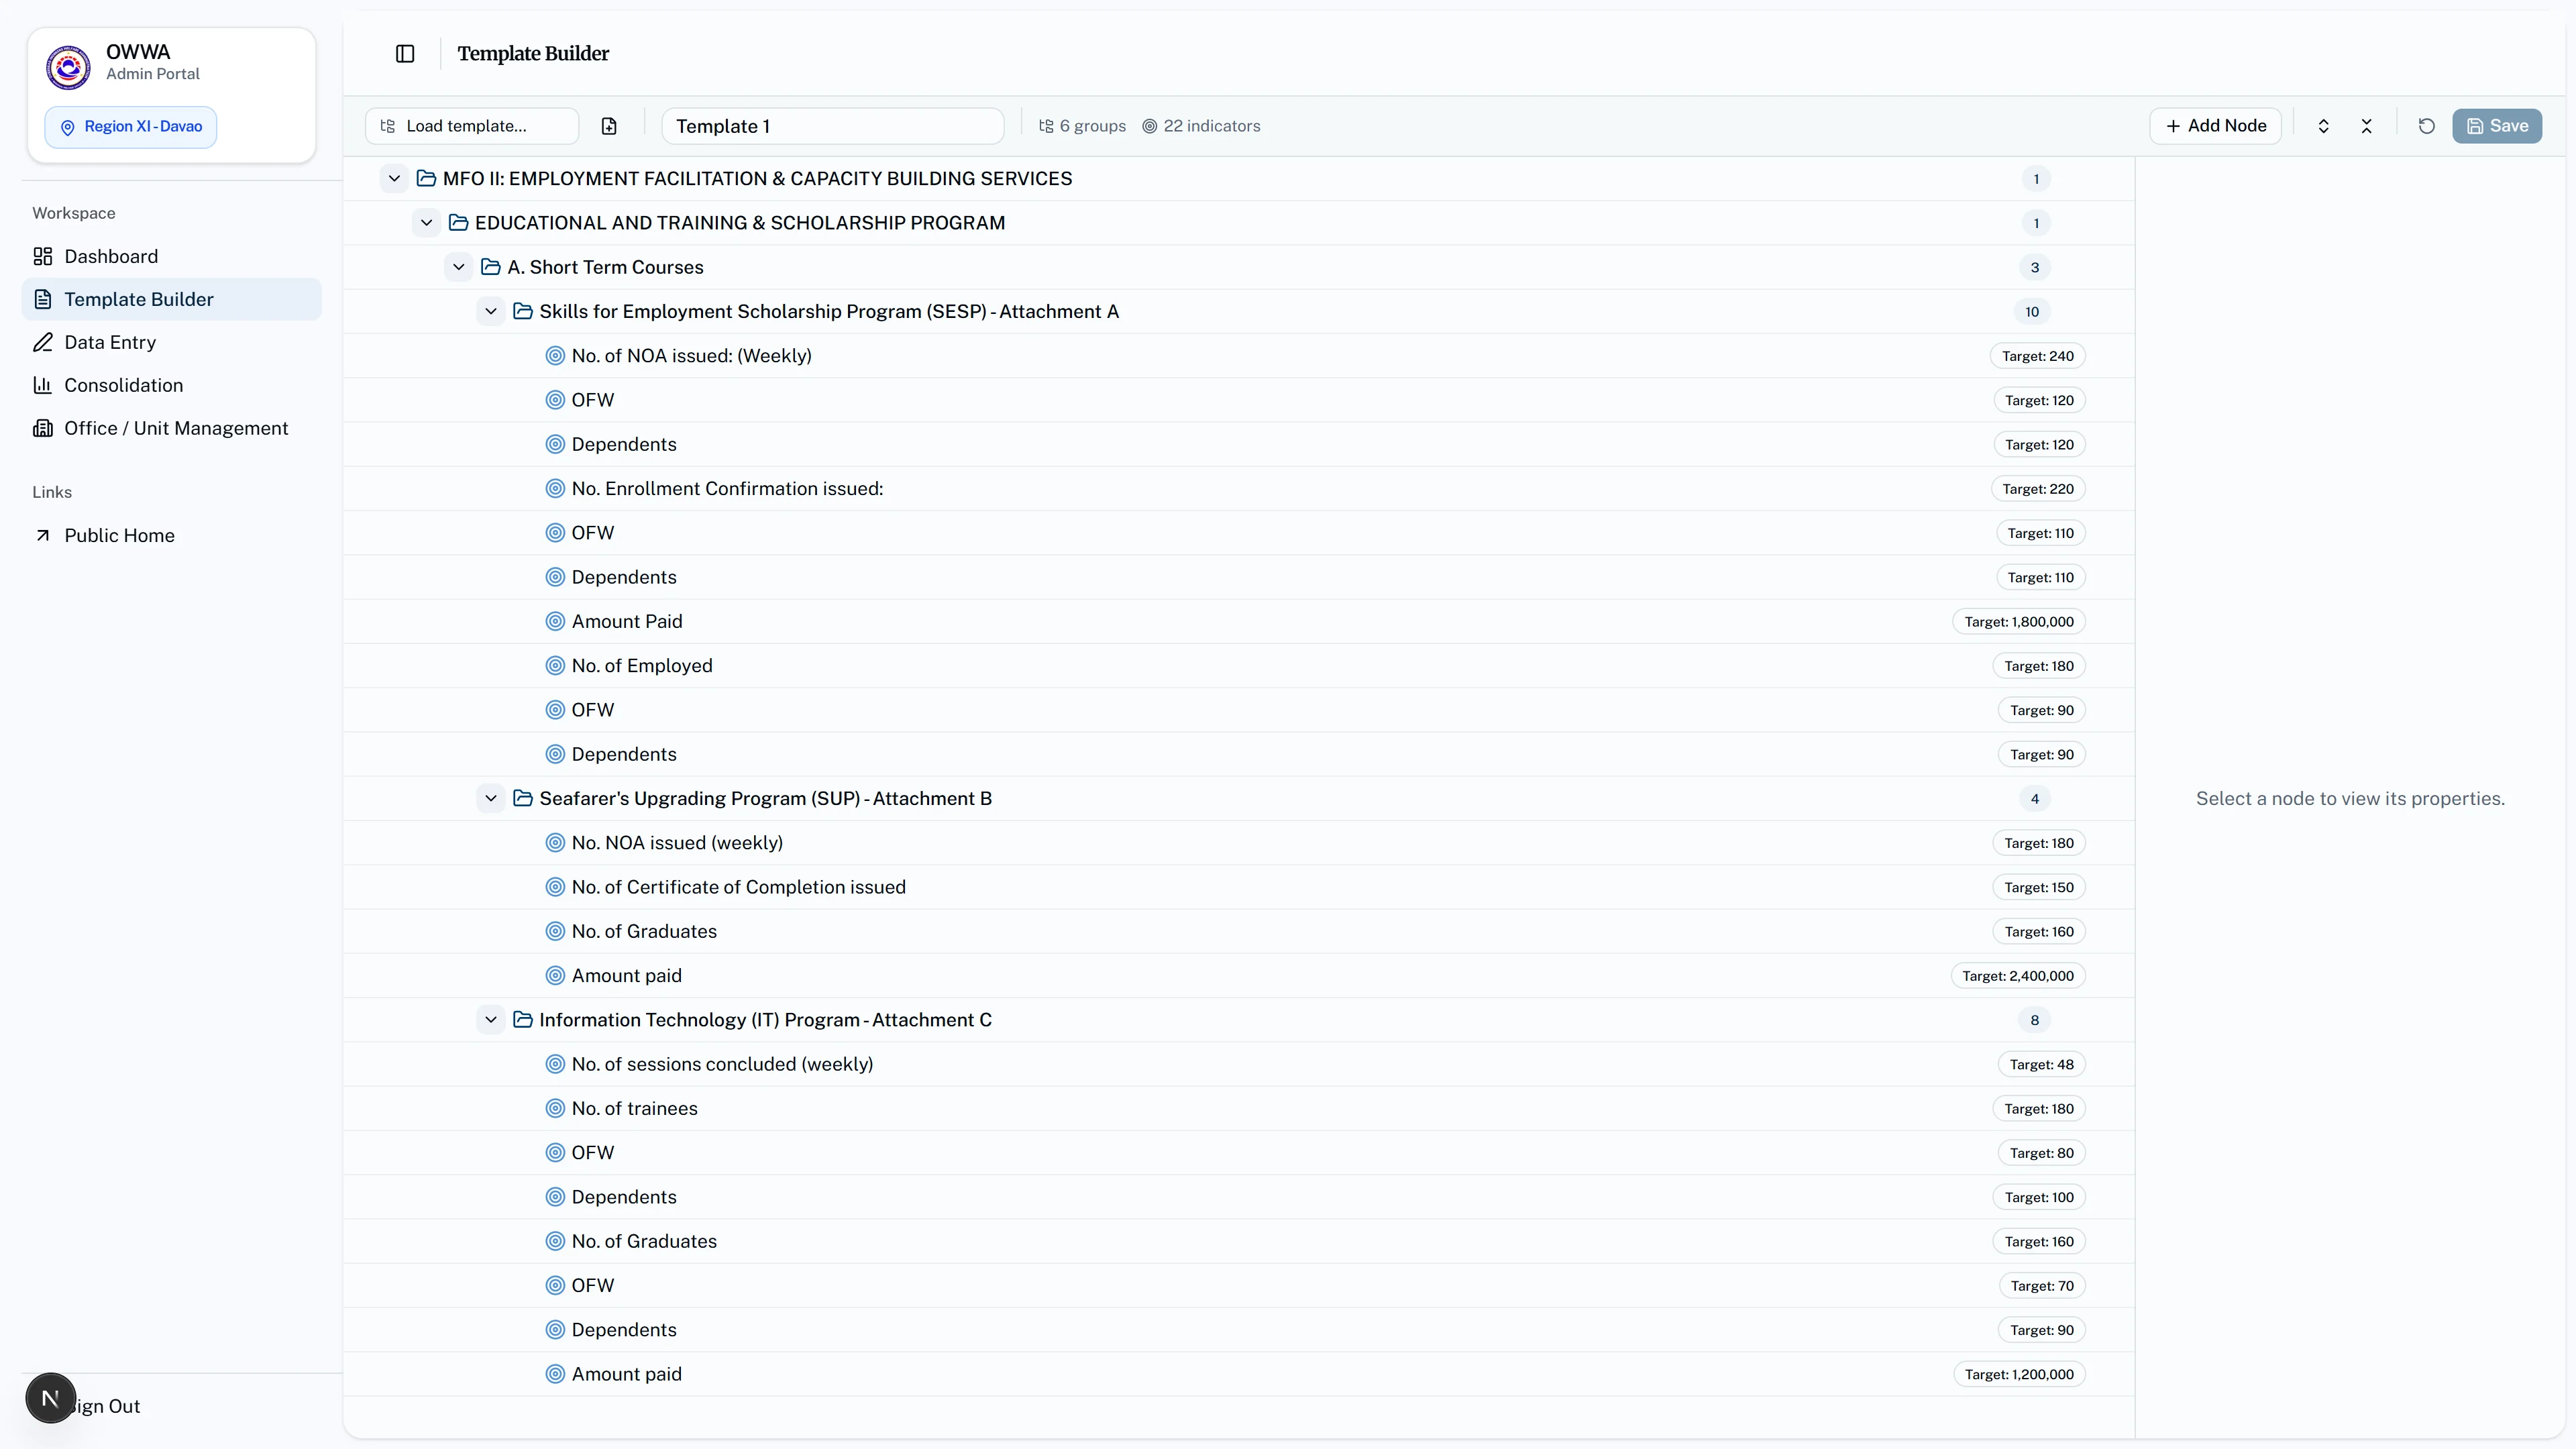 OWWA
Admin Portal
Region XI - Davao
Workspace
Dashboard
Template Builder
Data Entry
Consolidation
Office / Unit Management
Links
Public Home
N
ign Out
Template Builder
Load template...
Template 1
6 groups
22 indicators
Add Node
Save
MFO II: EMPLOYMENT FACILITATION & CAPACITY BUILDING SERVICES 1
EDUCATIONAL AND TRAINING & SCHOLARSHIP PROGRAM 1
A. Short Term Courses 3
Skills for Employment Scholarship Program (SESP) - Attachment A 10
No. of NOA issued: (Weekly) Target: 240
OFW Target: 120
Dependents Target: 120
No. Enrollment Confirmation issued: Target: 220
OFW Target: 110
Dependents Target: 110
Amount Paid Target: 1,800,000
No. of Employed Target: 180
OFW Target: 90
Dependents Target: 90
Seafarer's Upgrading Program (SUP) - Attachment B 4
No. NOA issued (weekly) Target: 180
No. of Certificate of Completion issued Target: 150
No. of Graduates Target: 160
Amount paid Target: 2,400,000
Information Technology (IT) Program - Attachment C 8
No. of sessions concluded (weekly) Target: 48
No. of trainees Target: 180
OFW Target: 80
Dependents Target: 100
No. of Graduates Target: 160
OFW Target: 70
Dependents Target: 90
Amount paid Target: 1,200,000
Select a node to view its properties.